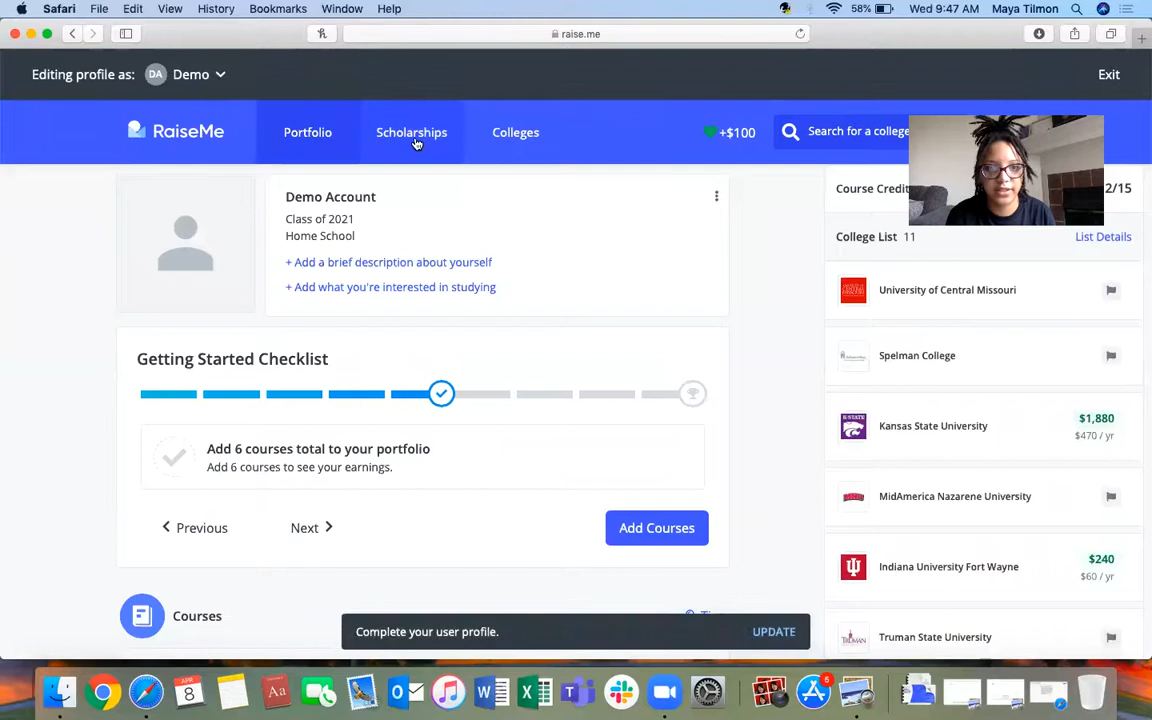 Safari File Edit View History Bookmarks Window Help 58% Wed 9:47 AM Maya Tilmon
raise.me
Editing profile as: DA Demo Exit
RaiseMe Portfolio Scholarships Colleges +$100 Search for a college
Demo Account
Class of 2021
Home School
+ Add a brief description about yourself
+ Add what you're interested in studying
Getting Started Checklist
Add 6 courses total to your portfolio
Add 6 courses to see your earnings.
Previous Next Add Courses
Courses
Complete your user profile. UPDATE
2/15
College List 11 List Details
University of Central Missouri
Spelman College
Kansas State University $1,880
$470 / yr
MidAmerica Nazarene University
Indiana University Fort Wayne $240
$60 / yr
Truman State University
APR
8
Aa
6